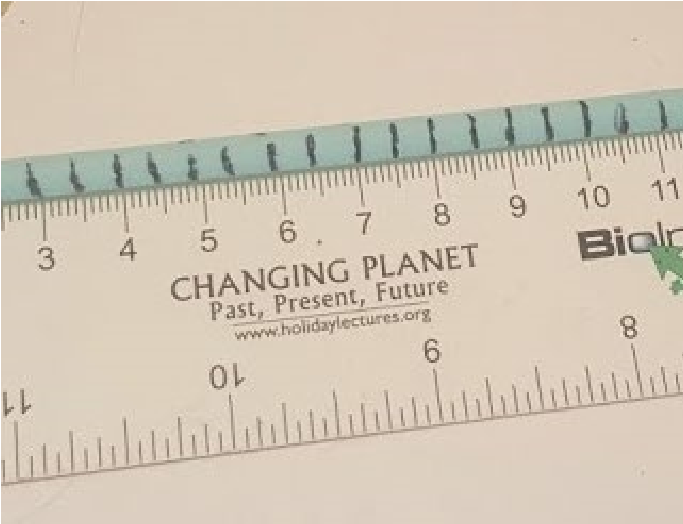 3 4 5 6 7 8 9 10 11
CHANGING PLANET
Past, Present, Future
www.holidaylectures.org
11 10 9 8